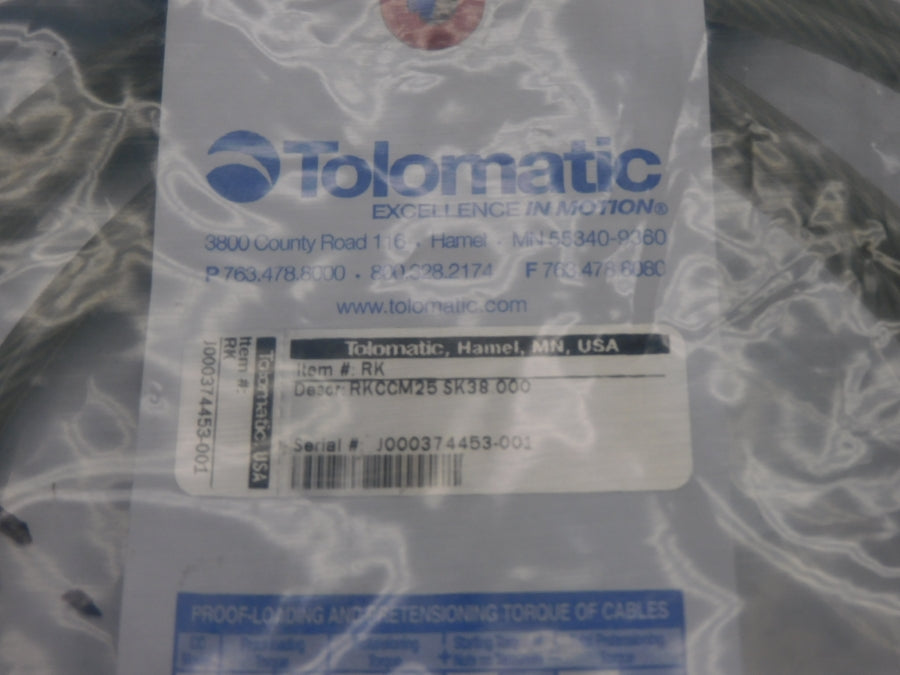 Tolomatic
EXCELLENCE IN MOTION®
3800 County Road 116 · Hamel · MN 55340-9360
P 763.478.8000 · 800.328.2174 F 763.478.8080
www.tolomatic.com
Tolomatic, Hamel, MN, USA
Item #: RK
Descr: RKCCM25 SK38.000
Serial #: J000374453-001
Tolomatic, USA
Item #:
RK
J000374453-001
PROOF-LOADING AND PRETENSIONING TORQUE OF CABLES